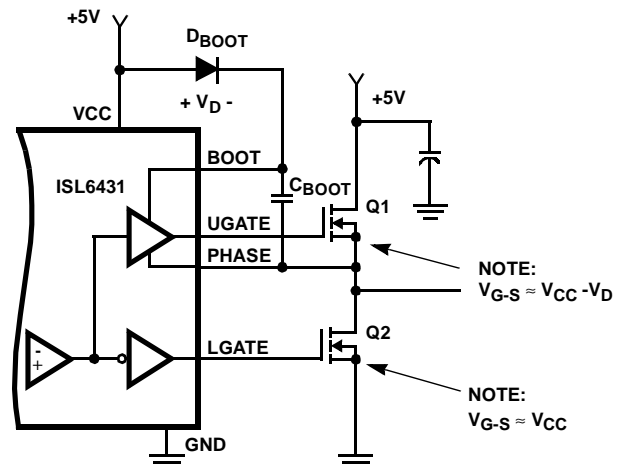 +5V
DBOOT
+ VD -
+5V
VCC
BOOT
ISL6431
CBOOT
Q1
UGATE
PHASE
NOTE:
VG-S ≈ VCC -VD
Q2
LGATE
-
+
NOTE:
VG-S ≈ VCC
GND